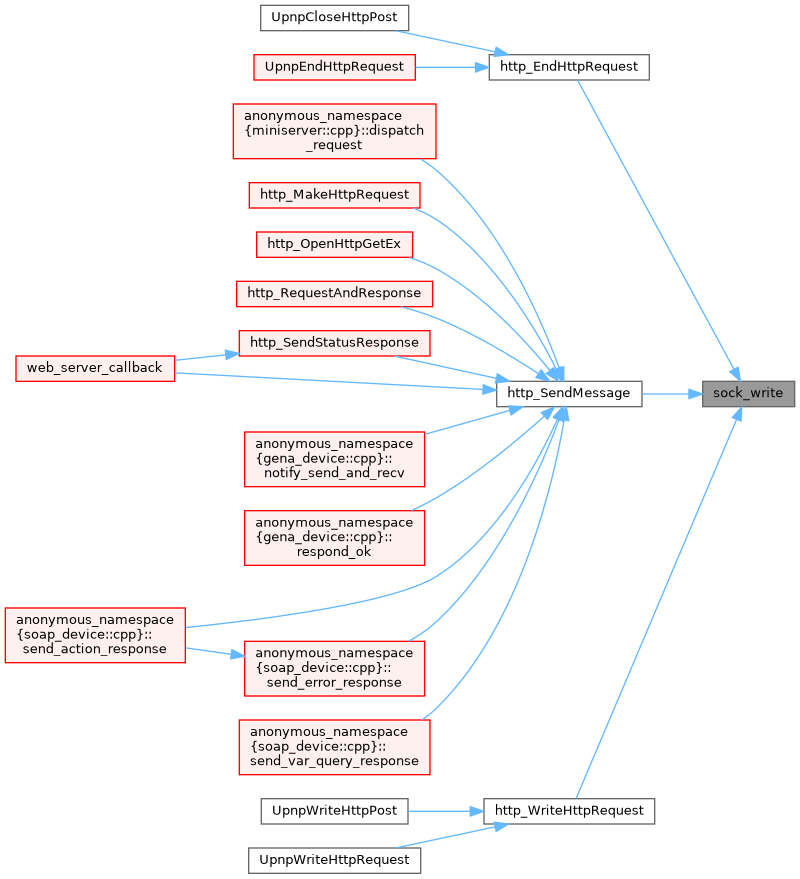 UpnpCloseHttpPost
http_EndHttpRequest
UpnpEndHttpRequest
anonymous_namespace
{miniserver::cpp}::dispatch
_request
http_MakeHttpRequest
http_OpenHttpGetEx
http_RequestAndResponse
http_SendStatusResponse
web_server_callback
http_SendMessage
sock_write
anonymous_namespace
{gena_device::cpp}::
notify_send_and_recv
anonymous_namespace
{gena_device::cpp}::
respond_ok
anonymous_namespace
{soap_device::cpp}::
send_action_response
anonymous_namespace
{soap_device::cpp}::
send_error_response
anonymous_namespace
{soap_device::cpp}::
send_var_query_response
UpnpWriteHttpPost
http_WriteHttpRequest
UpnpWriteHttpRequest